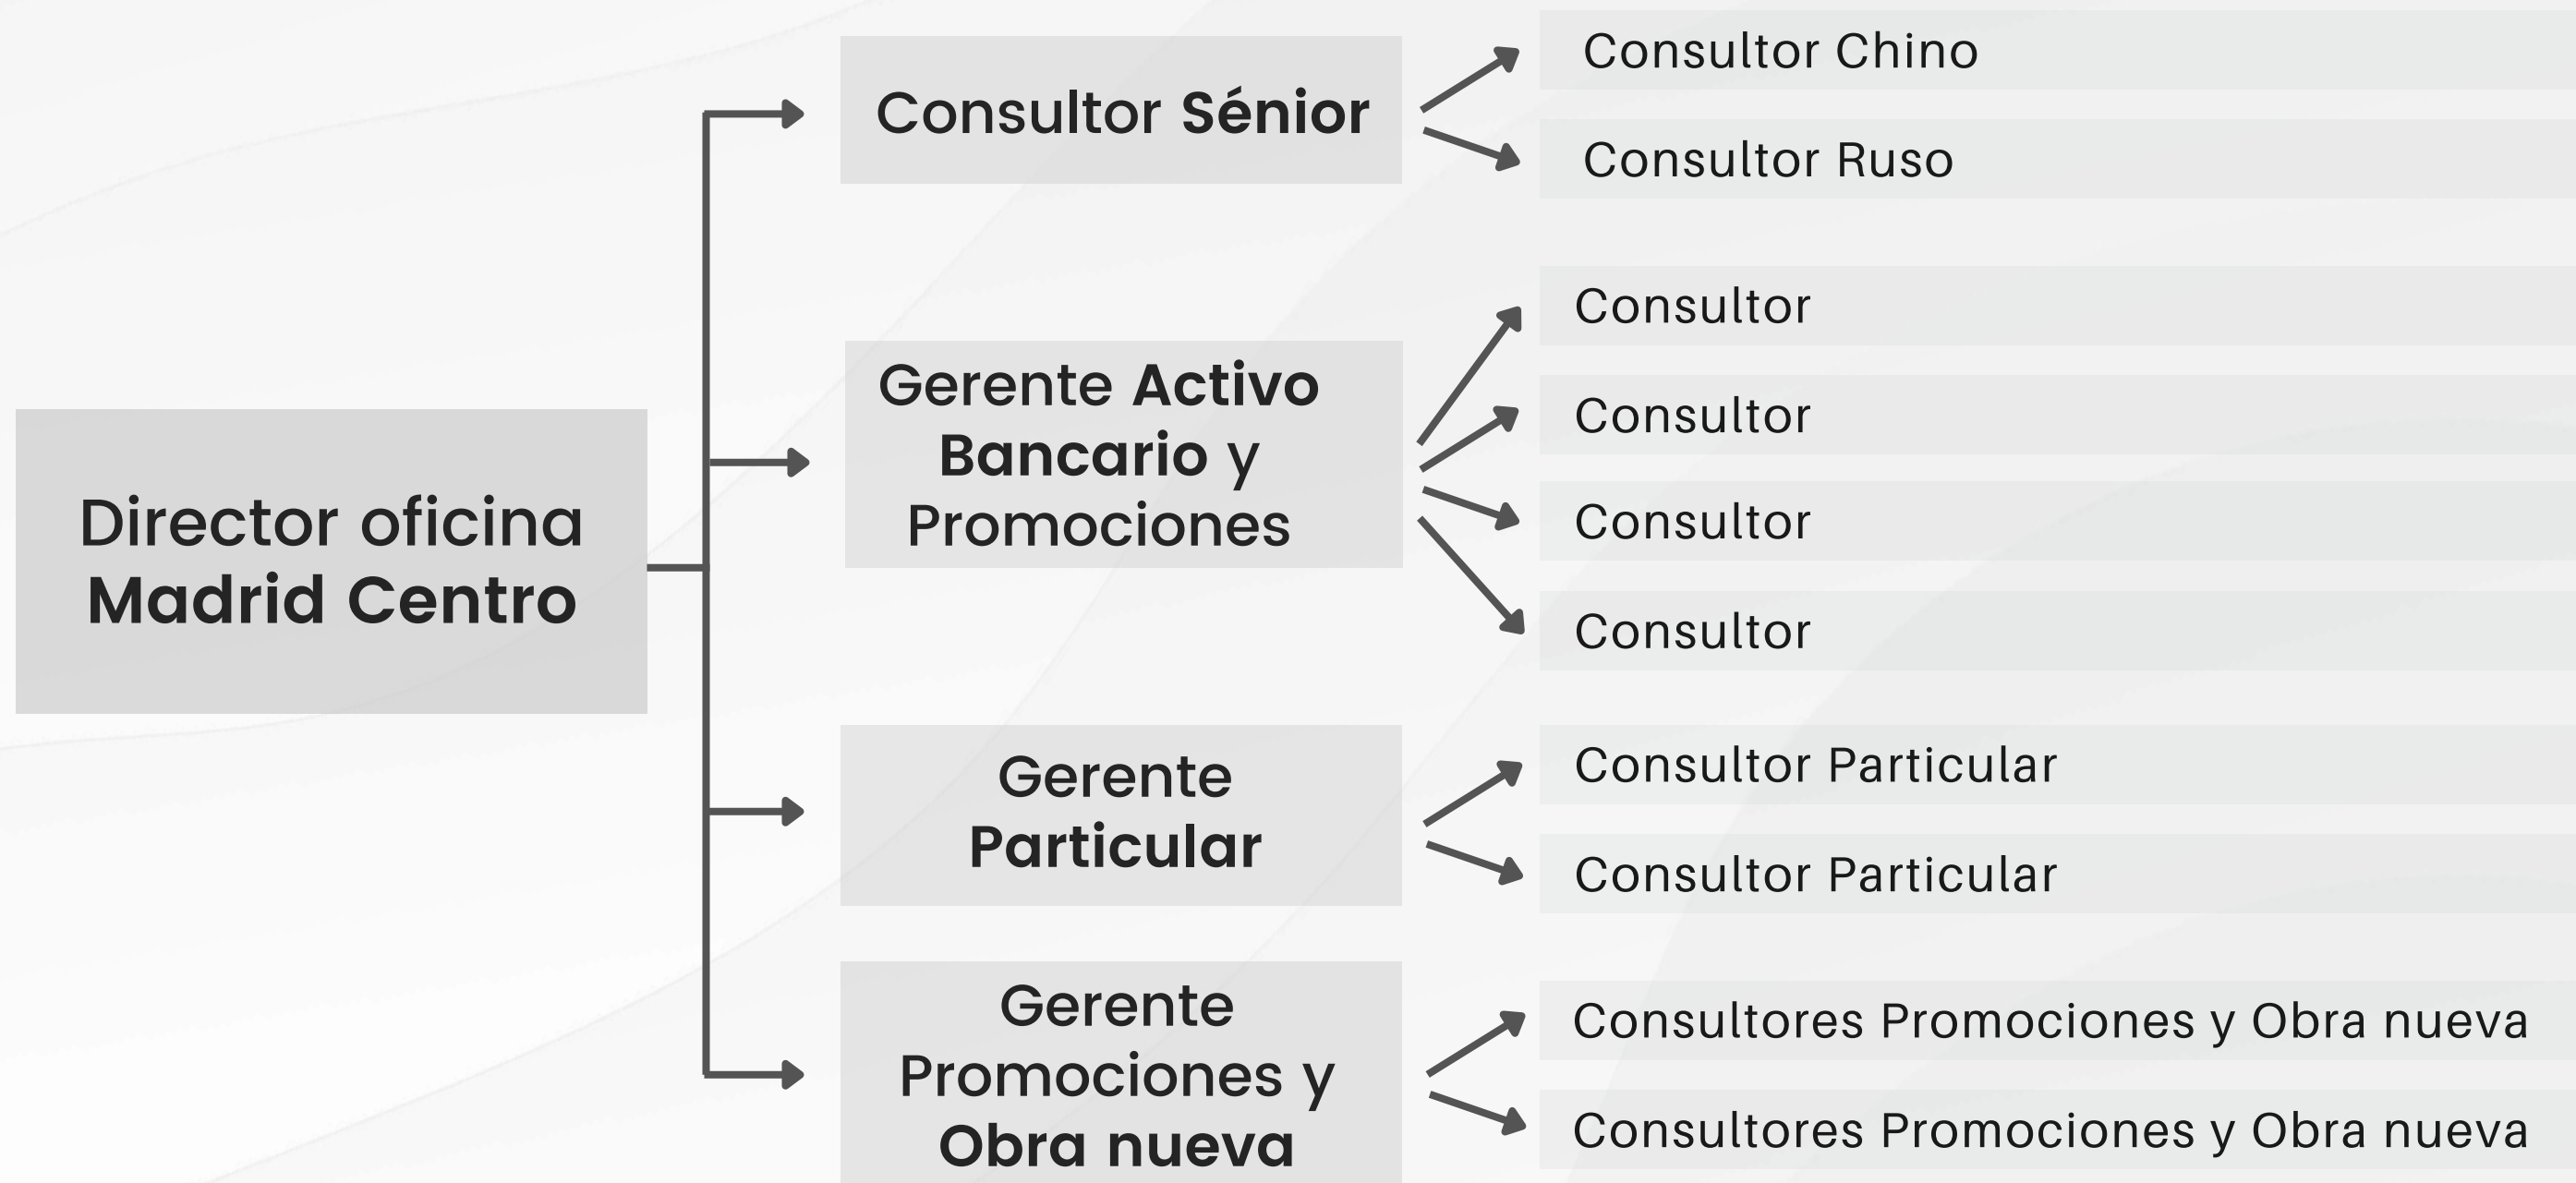 Director oficina
Madrid Centro
Consultor Sénior
Consultor Chino
Consultor Ruso
Gerente Activo
Bancario y
Promociones
Consultor
Consultor
Consultor
Consultor
Gerente
Particular
Consultor Particular
Consultor Particular
Gerente
Promociones y
Obra nueva
Consultores Promociones y Obra nueva
Consultores Promociones y Obra nueva